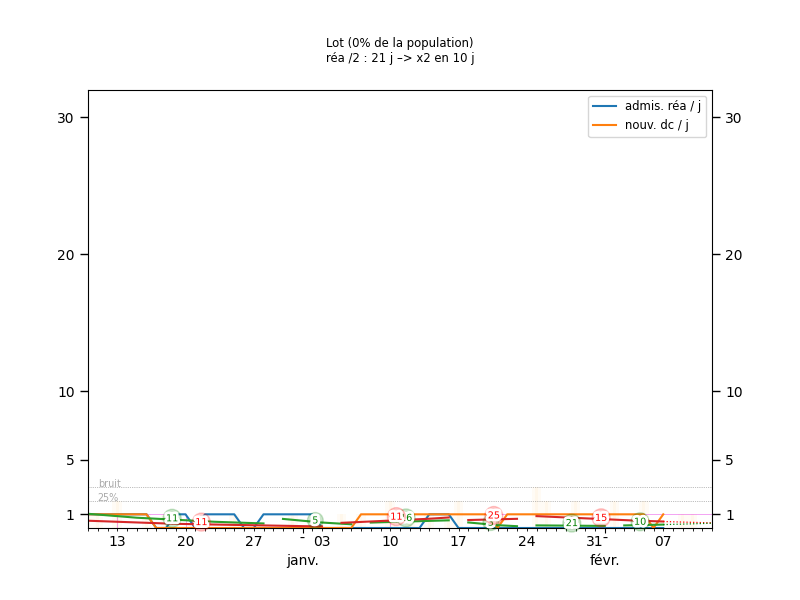 Lot (0% de la population)
réa /2 : 21 j –> x2 en 10 j
admis. réa / j
nouv. dc / j
30 30
20 20
10 10
5 5
bruit
25%
1 1
11 11 5 11 6 25 21 15 10
13 20 27 - 03 10 17 24 31- 07
janv. févr.